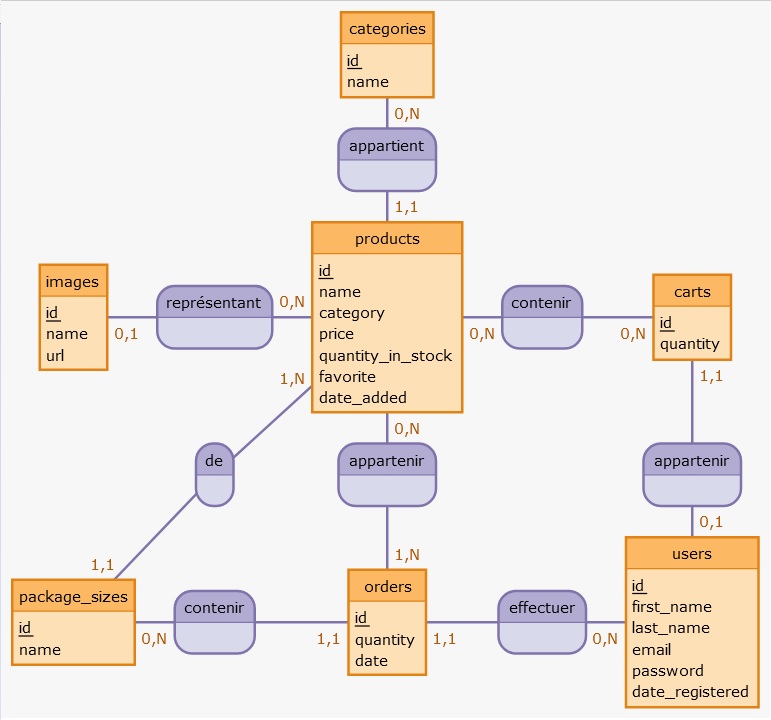 categories
id
name
0,N
appartient
1,1
products
id
name
category
price
quantity_in_stock
favorite
date_added
images
id
name
url
0,1
représentant
0,N
0,N
contenir
0,N
carts
id
quantity
1,N
de
1,1
0,N
appartenir
1,N
1,1
appartenir
0,1
package_sizes
id
name
0,N
contenir
1,1
orders
id
quantity
date
1,1
effectuer
0,N
users
id
first_name
last_name
email
password
date_registered